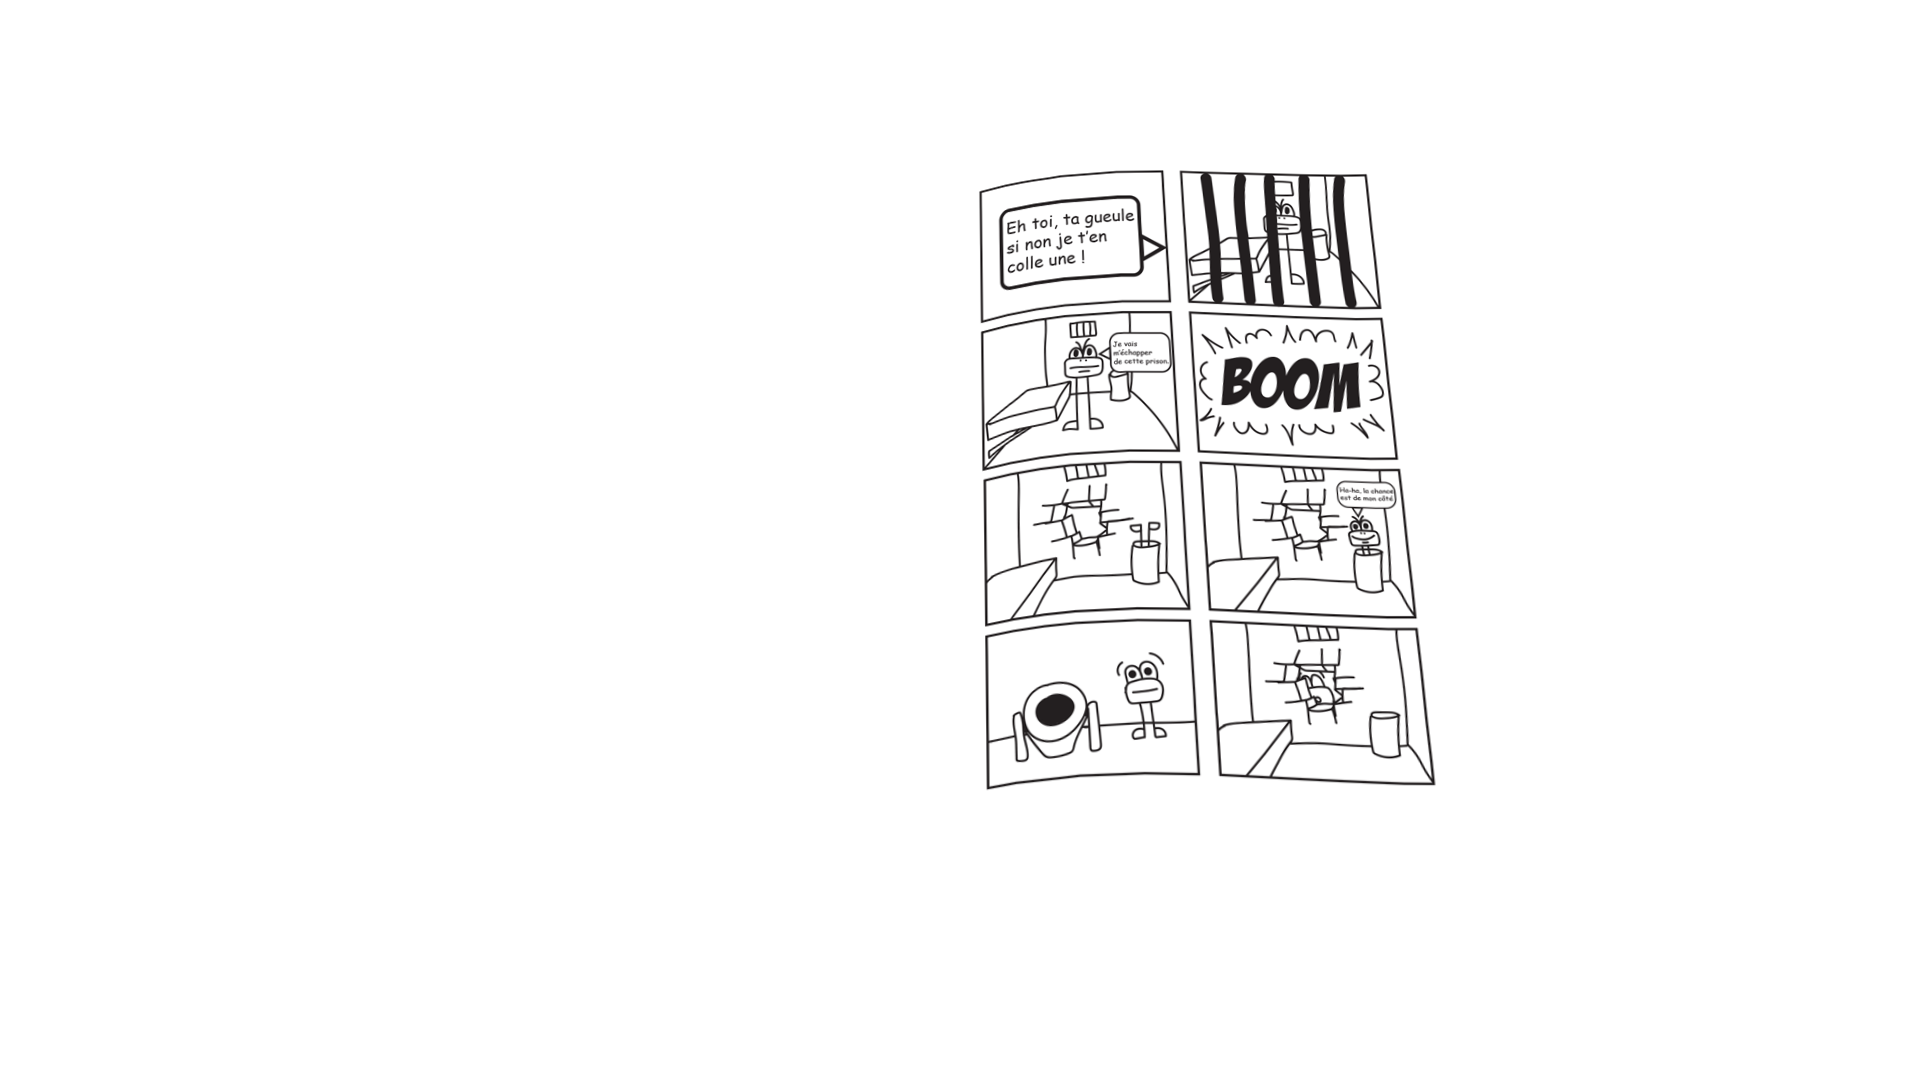 Eh toi, ta gueule
si non je t'en
colle une !
Je vais
m'échapper
de cette prison.
BOOM
Ha-ha, la chance
est de mon côté